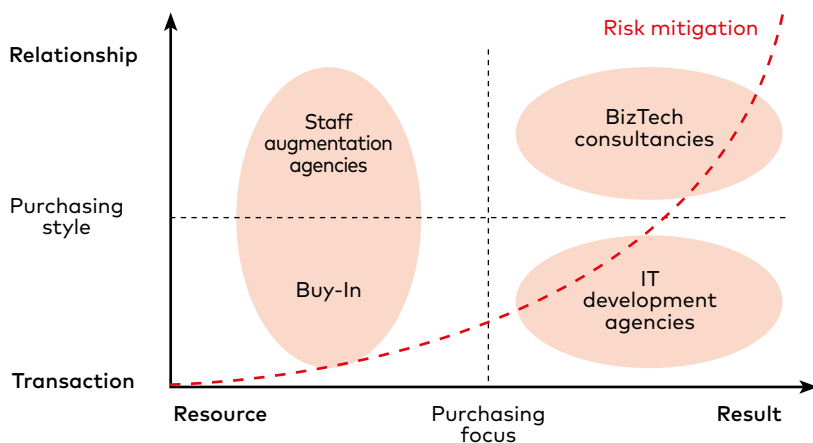 Risk mitigation
Relationship
Staff
augmentation
agencies
BizTech
consultancies
Purchasing
style
Buy-In
IT
development
agencies
Transaction
Resource
Purchasing
focus
Result